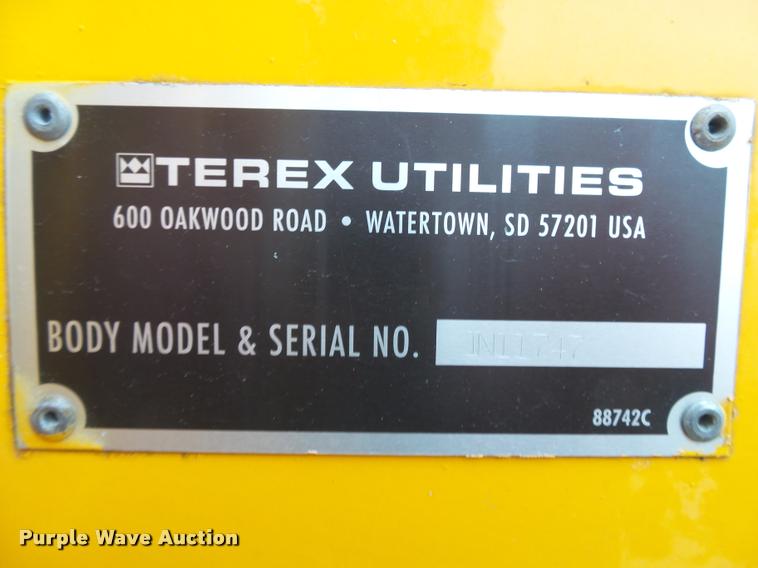 TEREX UTILITIES
600 OAKWOOD ROAD • WATERTOWN, SD 57201 USA
BODY MODEL & SERIAL NO.
88742C
Purple Wave Auction